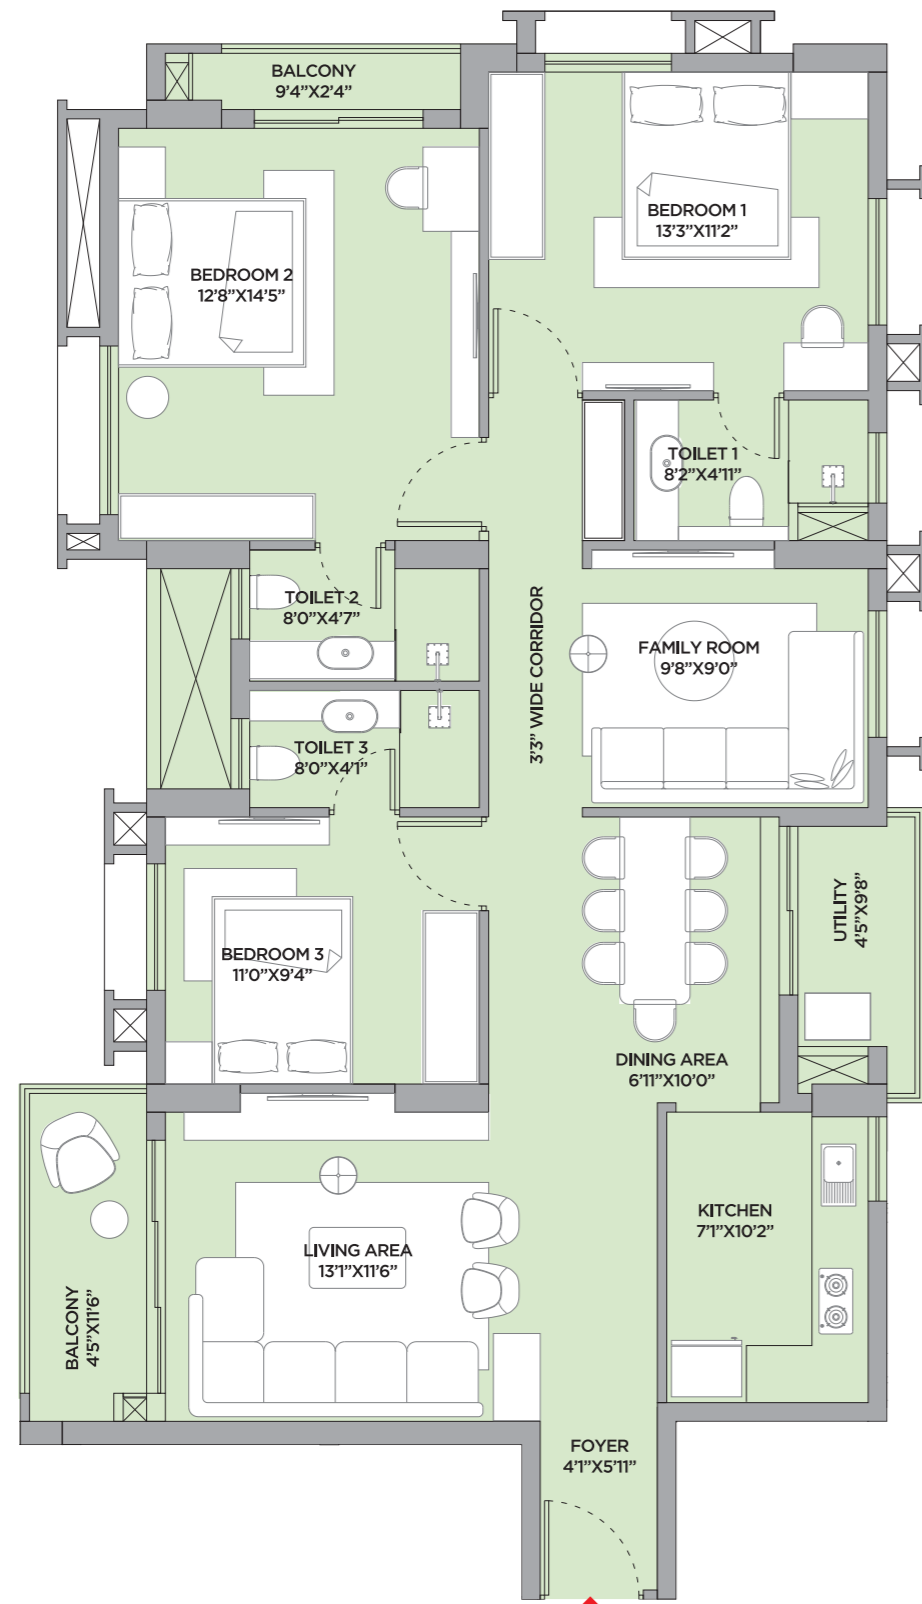 BALCONY
9'4”X2'4”
BEDROOM 1
13'3”X11'2”
BEDROOM 2
12'8”X14'5”
TOILET 1
8'2”X4'11”
TOILET 2
8'0”X4'7”
3'3” WIDE CORRIDOR
FAMILY ROOM
9'8”X9'0”
TOILET 3
8'0”X4'1”
UTILITY
4'5”X9'8”
BEDROOM 3
11'0”X9'4”
DINING AREA
6'11”X10'0”
KITCHEN
7'1”X10'2”
LIVING AREA
13'1”X11'6”
BALCONY
4'5”X11'6”
FOYER
4'1”X5'11”